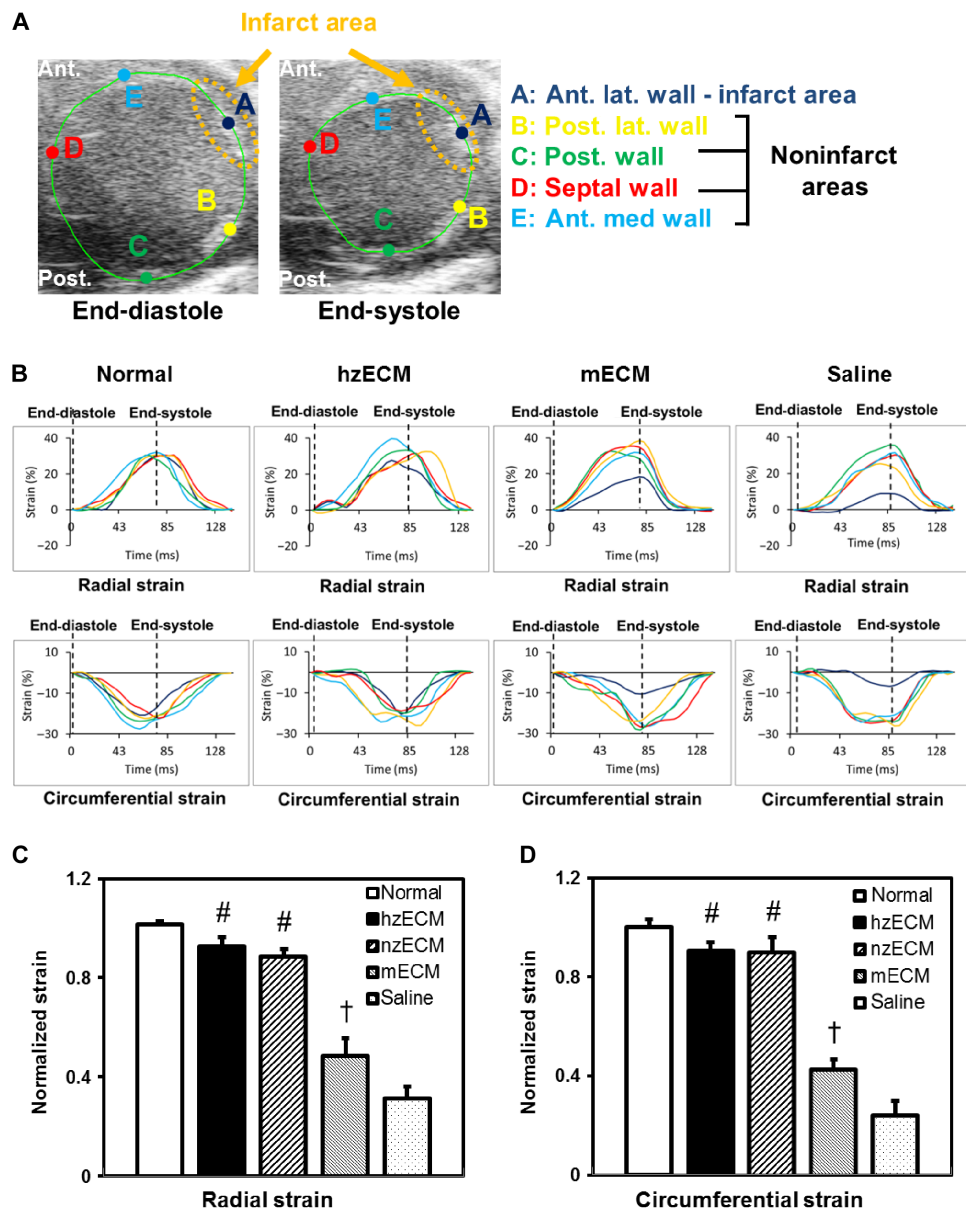 A
Infarct area
Ant.
E
A
D
B
C
Post.
End-diastole
Ant.
E
A
D
B
C
Post.
End-systole
A: Ant. lat. wall - infarct area
B: Post. lat. wall
C: Post. wall
D: Septal wall
E: Ant. med wall
Noninfarct
areas
B
Normal
hzECM
mECM
Saline
End-diastole End-systole
Strain (%)
40
20
0
−20
0 43 85 128
Time (ms)
Radial strain
End-diastole End-systole
Strain (%)
40
20
0
−20
0 43 85 128
Time (ms)
Radial strain
End-diastole End-systole
Strain (%)
40
20
0
−20
0 43 85 128
Time (ms)
Radial strain
End-diastole End-systole
Strain (%)
40
20
0
−20
0 43 85 128
Time (ms)
Radial strain
End-diastole End-systole
Strain (%)
10
−10
−30
0 43 85 128
Time (ms)
Circumferential strain
End-diastole End-systole
Strain (%)
10
−10
−30
0 43 85 128
Time (ms)
Circumferential strain
End-diastole End-systole
Strain (%)
10
−10
−30
0 43 85 128
Time (ms)
Circumferential strain
End-diastole End-systole
Strain (%)
10
−10
−30
0 43 85 128
Time (ms)
Circumferential strain
C
Normalized strain
1.2
0.8
0.4
0
# # †
Normal
hzECM
nzECM
mECM
Saline
Radial strain
D
Normalized strain
1.2
0.8
0.4
0
# # †
Normal
hzECM
nzECM
mECM
Saline
Circumferential strain